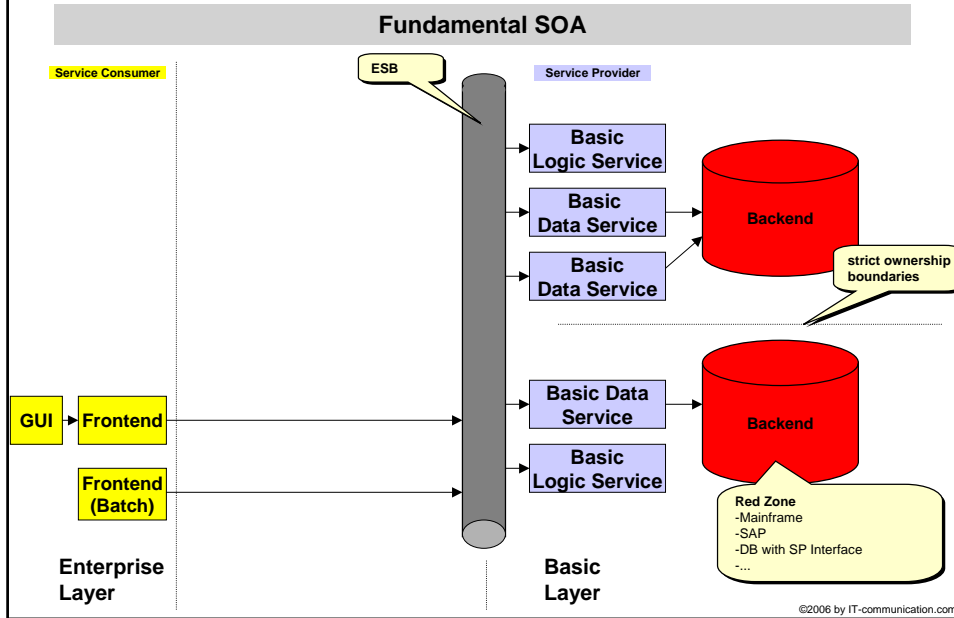 Fundamental SOA
Service Consumer
ESB
Service Provider
Basic
Logic Service
Basic
Data Service
Basic
Data Service
Backend
strict ownership
boundaries
GUI
Frontend
Frontend
(Batch)
Basic Data
Service
Basic
Logic Service
Backend
Red Zone
-Mainframe
-SAP
-DB with SP Interface
-...
Enterprise
Layer
Basic
Layer
©2006 by IT-communication.com